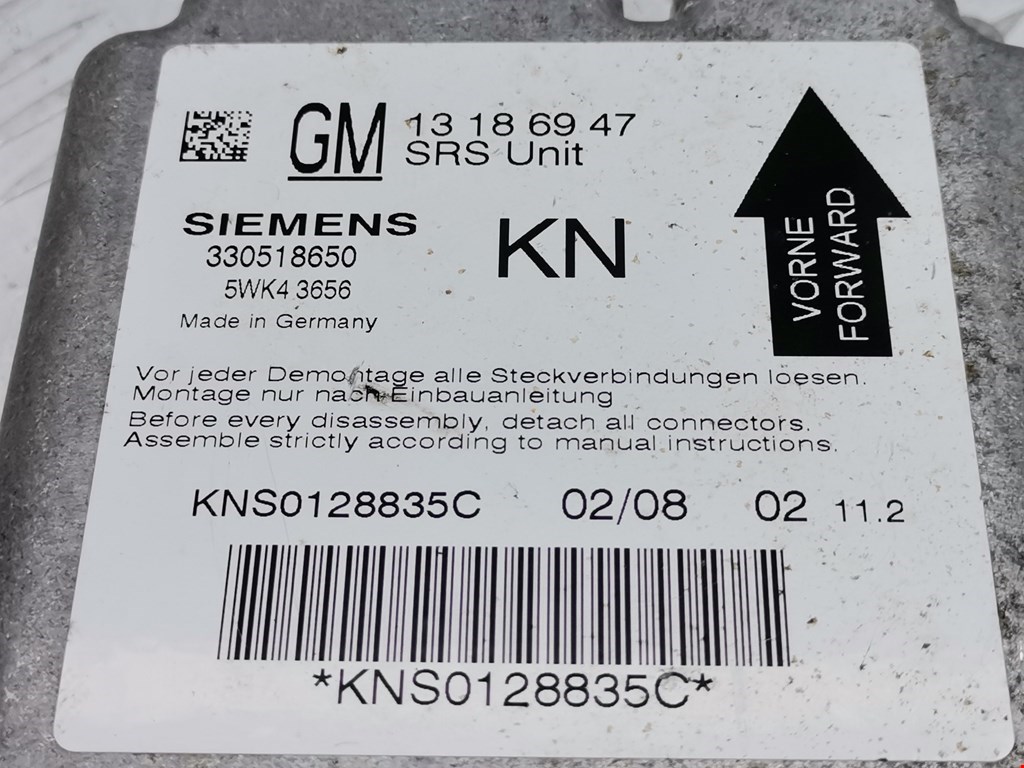 GM 13 186 9 47
SRS Unit
SIEMENS
330518650
5WK4 3656
Made in Germany
KN
VORNE
FORWARD
Vor jeder Demontage alle Steckverbindungen loesen.
Montage nur nach Einbauanleitung
Before every disassembly, detach all connectors.
Assemble strictly according to manual instructions.
KNS0128835C 02/08 02 11.2
*KNS0128835C*